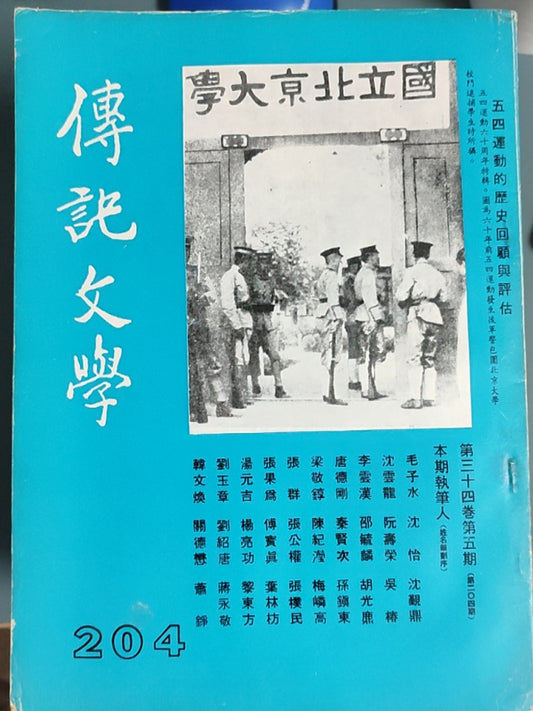 傳記文學
國立北京大學
五四運動的歷史回顧與評估
五四運動六十周年特輯。圖為六十年前五四運動發生後軍警包圍北京大學
校門逮捕學生時所攝。
第三十四卷第五期(第二〇四期)
本期執筆人(姓名筆劃序)
毛子水 沈怡 沈覲鼎
沈雲龍 阮壽榮 吳椿
李雲漢 邵毓麟 胡光麃
唐德剛 秦賢次 孫鎭東
梁敬錞 陳紀瀅 梅嶙高
張群 張公權 張樸民
張果為 傅寶眞 葉林枋
湯元吉 楊亮功 黎東方
劉玉章 劉紹唐 蔣永敬
韓文煥 關德懋 蕭錚
204